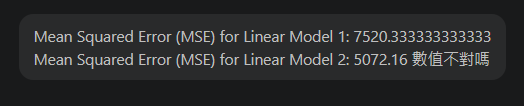 Mean Squared Error (MSE) for Linear Model 1: 7520.333333333333
Mean Squared Error (MSE) for Linear Model 2: 5072.16 數值不對嗎